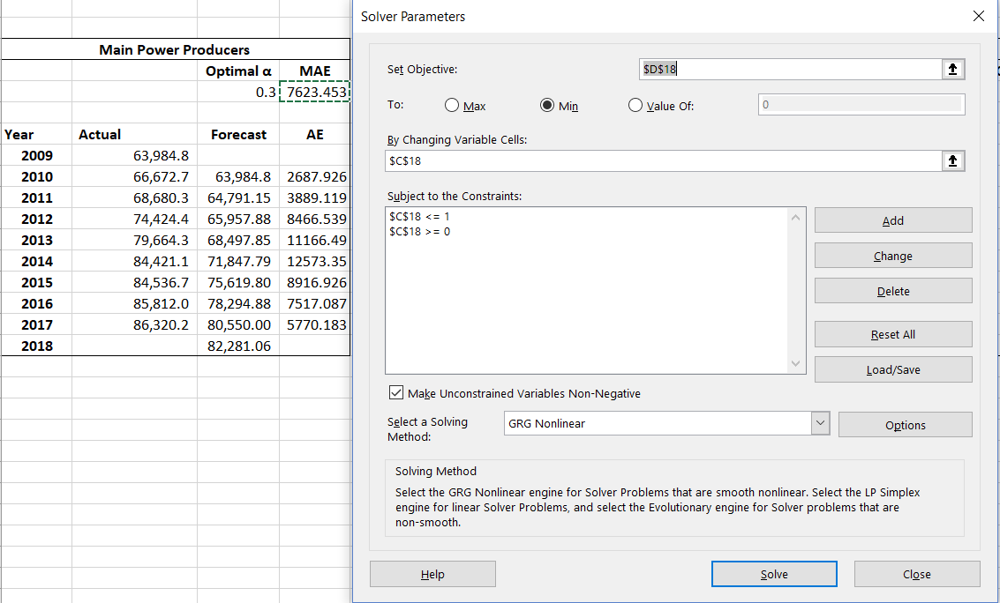 Main Power Producers
Optimal α MAE
0.3 7623.453
Year Actual Forecast AE
2009 63,984.8
2010 66,672.7 63,984.8 2687.926
2011 68,680.3 64,791.15 3889.119
2012 74,424.4 65,957.88 8466.539
2013 79,664.3 68,497.85 11166.49
2014 84,421.1 71,847.79 12573.35
2015 84,536.7 75,619.80 8916.926
2016 85,812.0 78,294.88 7517.087
2017 86,320.2 80,550.00 5770.183
2018 82,281.06
Solver Parameters
Set Objective: $D$18
To: Max Min Value Of: 0
By Changing Variable Cells:
$C$18
Subject to the Constraints:
$C$18 <= 1
$C$18 >= 0
Add
Change
Delete
Reset All
Load/Save
Make Unconstrained Variables Non-Negative
Select a Solving
Method:
GRG Nonlinear
Options
Solving Method
Select the GRG Nonlinear engine for Solver Problems that are smooth nonlinear. Select the LP Simplex
engine for linear Solver Problems, and select the Evolutionary engine for Solver problems that are
non-smooth.
Help Solve Close